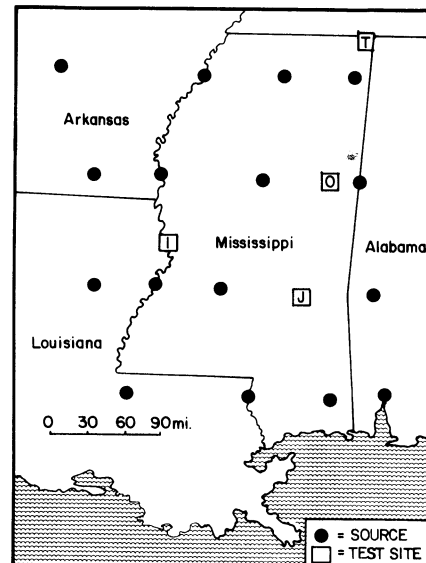 T
Arkansas
O
I
Mississippi
Alabama
J
Louisiana
0 30 60 90 mi.
= SOURCE
= TEST SITE